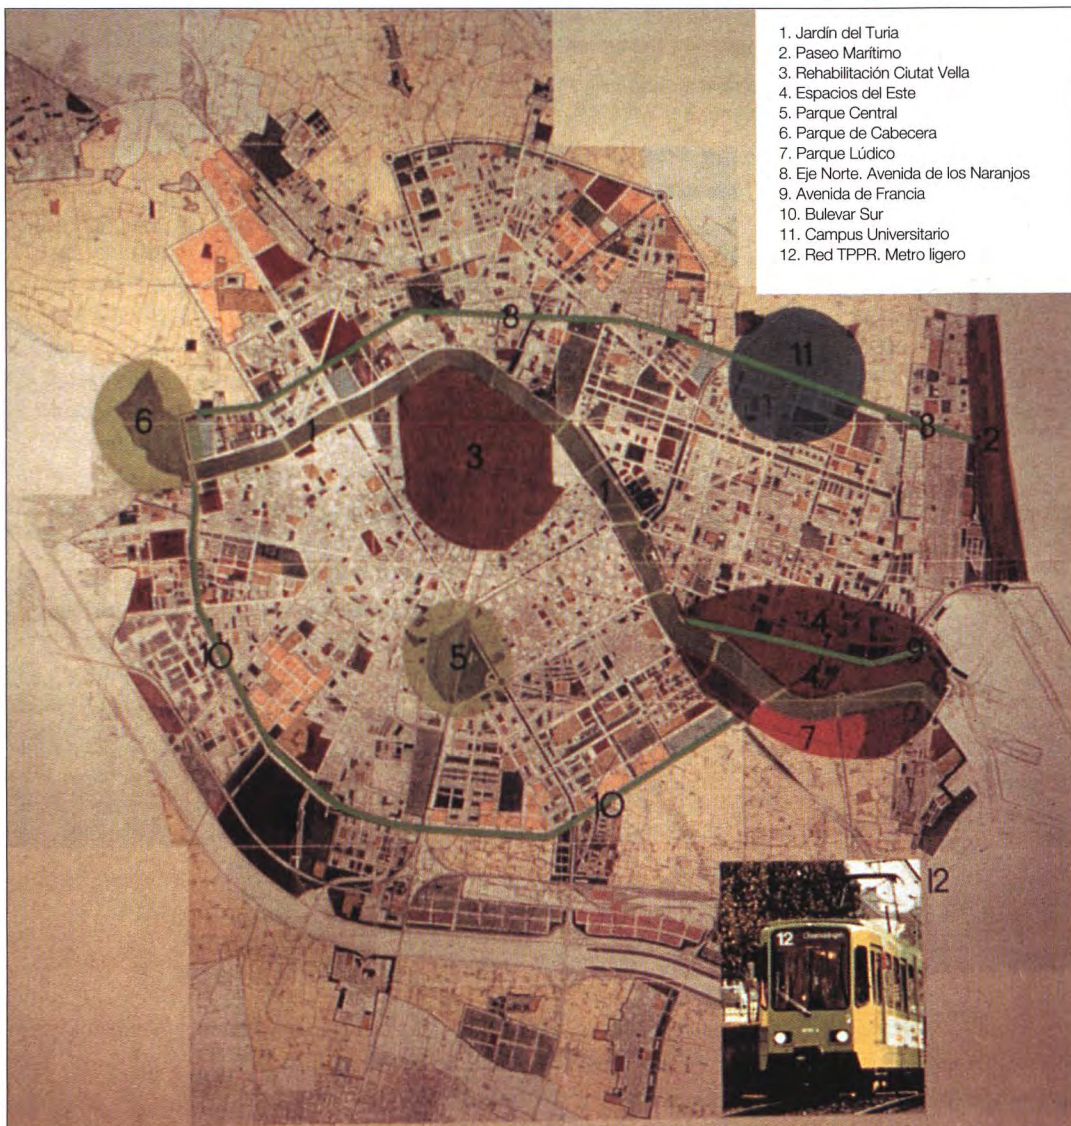 1. Jardín del Turia
2. Paseo Marítimo
3. Rehabilitación Ciutat Vella
4. Espacios del Este
5. Parque Central
6. Parque de Cabecera
7. Parque Lúdico
8. Eje Norte. Avenida de los Naranjos
9. Avenida de Francia
10. Bulevar Sur
11. Campus Universitario
12. Red TPPR. Metro ligero
8
11
6
1
8
2
3
1
4
10
5
9
4
7
10
12
12